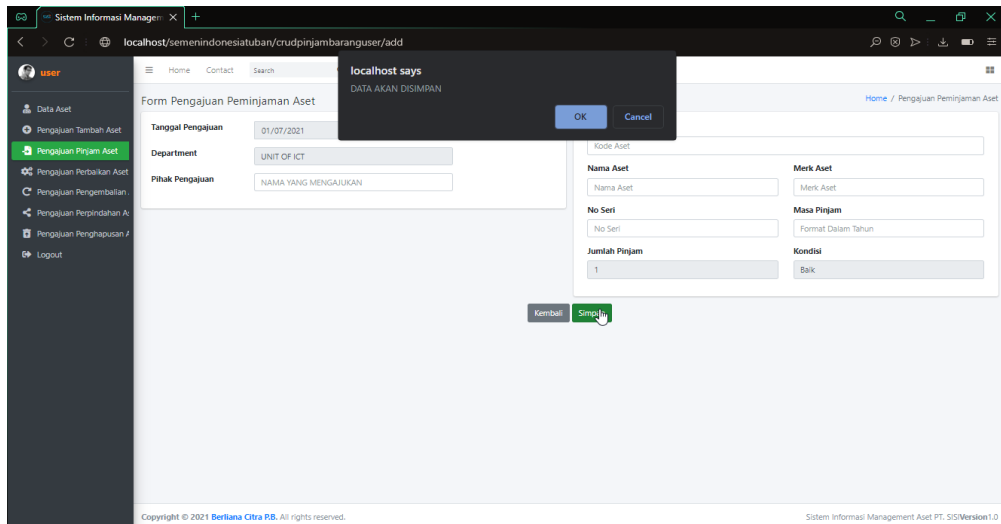 Sistem Informasi Managem
localhost/semenindonesiatuban/crudpinjambaranguser/add
localhost says
DATA AKAN DISIMPAN
OK
Cancel
user
Data Aset
Pengajuan Tambah Aset
Pengajuan Pinjam Aset
Pengajuan Perbaikan Aset
Pengajuan Pengembalian
Pengajuan Perpindahan As
Pengajuan Penghapusan A
Logout
Home
Contact
Search
Form Pengajuan Peminjaman Aset
Home / Pengajuan Peminjaman Aset
Tanggal Pengajuan
01/07/2021
Department
UNIT OF ICT
Pihak Pengajuan
NAMA YANG MENGAJUKAN
Kode Aset
Nama Aset
Merk Aset
Nama Aset
Merk Aset
No Seri
Masa Pinjam
No Seri
Format Dalam Tahun
Jumlah Pinjam
Kondisi
1
Baik
Kembali
Simpan
Copyright © 2021 Berliana Citra P.B. All rights reserved.
Sistem Informasi Management Aset PT. SISIVersion1.0